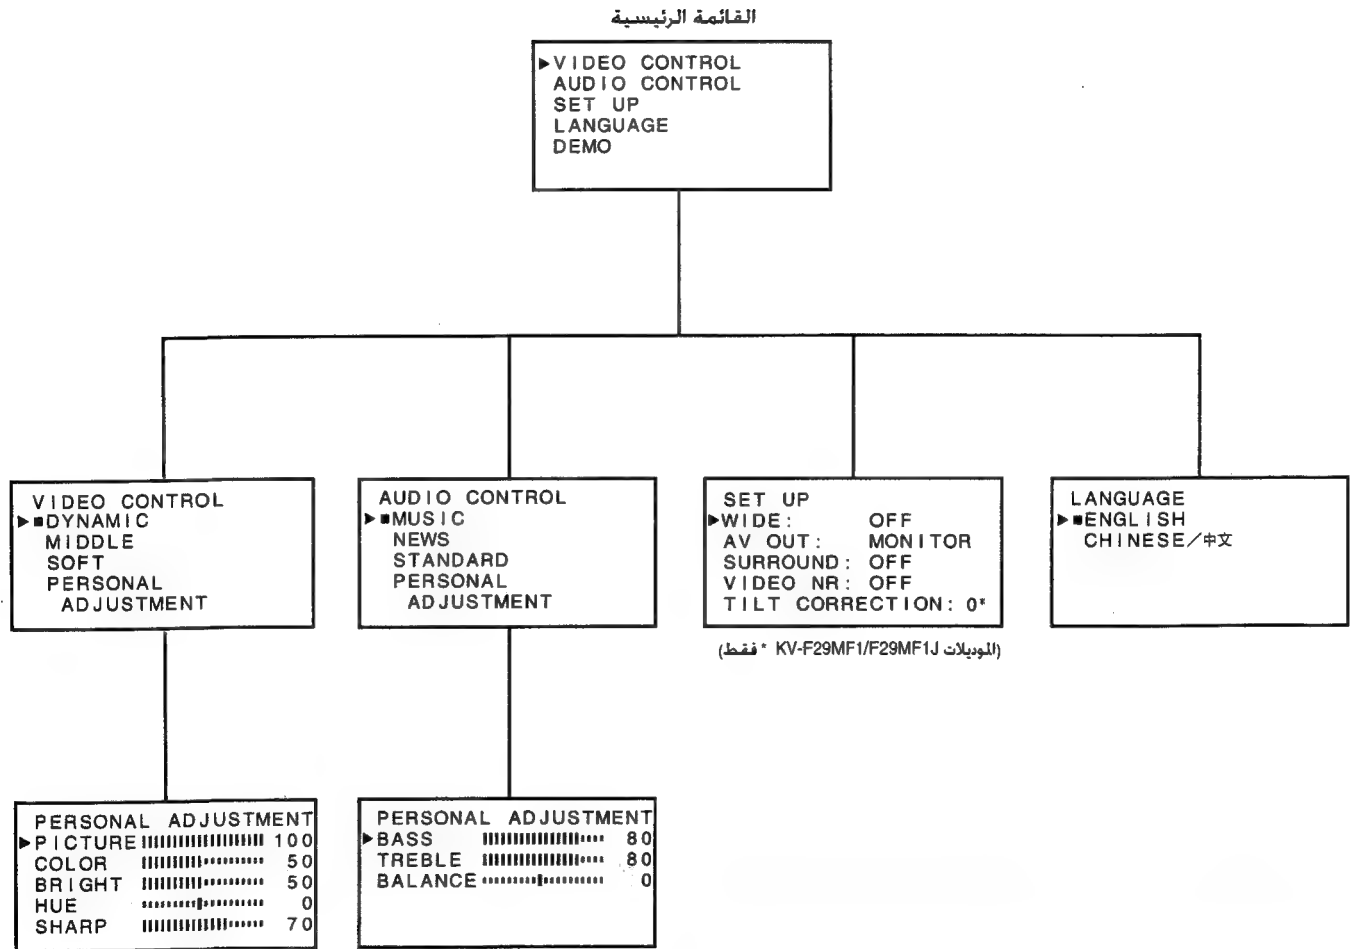 القائمة الرئيسية
▶VIDEO CONTROL
AUDIO CONTROL
SET UP
LANGUAGE
DEMO
VIDEO CONTROL
▶■DYNAMIC
MIDDLE
SOFT
PERSONAL
ADJUSTMENT
AUDIO CONTROL
▶■MUSIC
NEWS
STANDARD
PERSONAL
ADJUSTMENT
SET UP
▶WIDE: OFF
AV OUT: MONITOR
SURROUND: OFF
VIDEO NR: OFF
TILT CORRECTION: 0*
(الموديلات KV-F29MF1/F29MF1J * فقط)
LANGUAGE
▶■ENGLISH
CHINESE/中文
PERSONAL ADJUSTMENT
▶PICTURE 100
COLOR 50
BRIGHT 50
HUE 0
SHARP 70
PERSONAL ADJUSTMENT
▶BASS 80
TREBLE 80
BALANCE 0